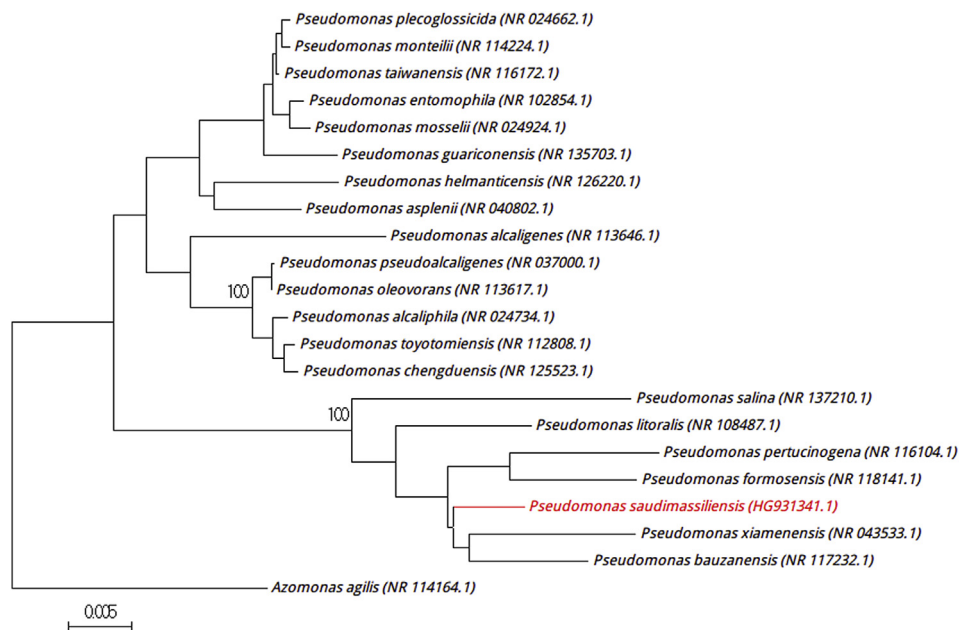 Pseudomonas plecoglossicida (NR 024662.1)
Pseudomonas monteilii (NR 114224.1)
Pseudomonas taiwanensis (NR 116172.1)
Pseudomonas entomophila (NR 102854.1)
Pseudomonas mosselii (NR 024924.1)
Pseudomonas guariconensis (NR 135703.1)
Pseudomonas helmanticensis (NR 126220.1)
Pseudomonas asplenii (NR 040802.1)
Pseudomonas alcaligenes (NR 113646.1)
Pseudomonas pseudoalcaligenes (NR 037000.1)
100
Pseudomonas oleovorans (NR 113617.1)
Pseudomonas alcaliphila (NR 024734.1)
Pseudomonas toyotomiensis (NR 112808.1)
Pseudomonas chengduensis (NR 125523.1)
Pseudomonas salina (NR 137210.1)
100
Pseudomonas litoralis (NR 108487.1)
Pseudomonas pertucinogena (NR 116104.1)
Pseudomonas formosensis (NR 118141.1)
Pseudomonas saudimassiliensis (HG931341.1)
Pseudomonas xiamenensis (NR 043533.1)
Pseudomonas bauzanensis (NR 117232.1)
Azomonas agilis (NR 114164.1)
0.005